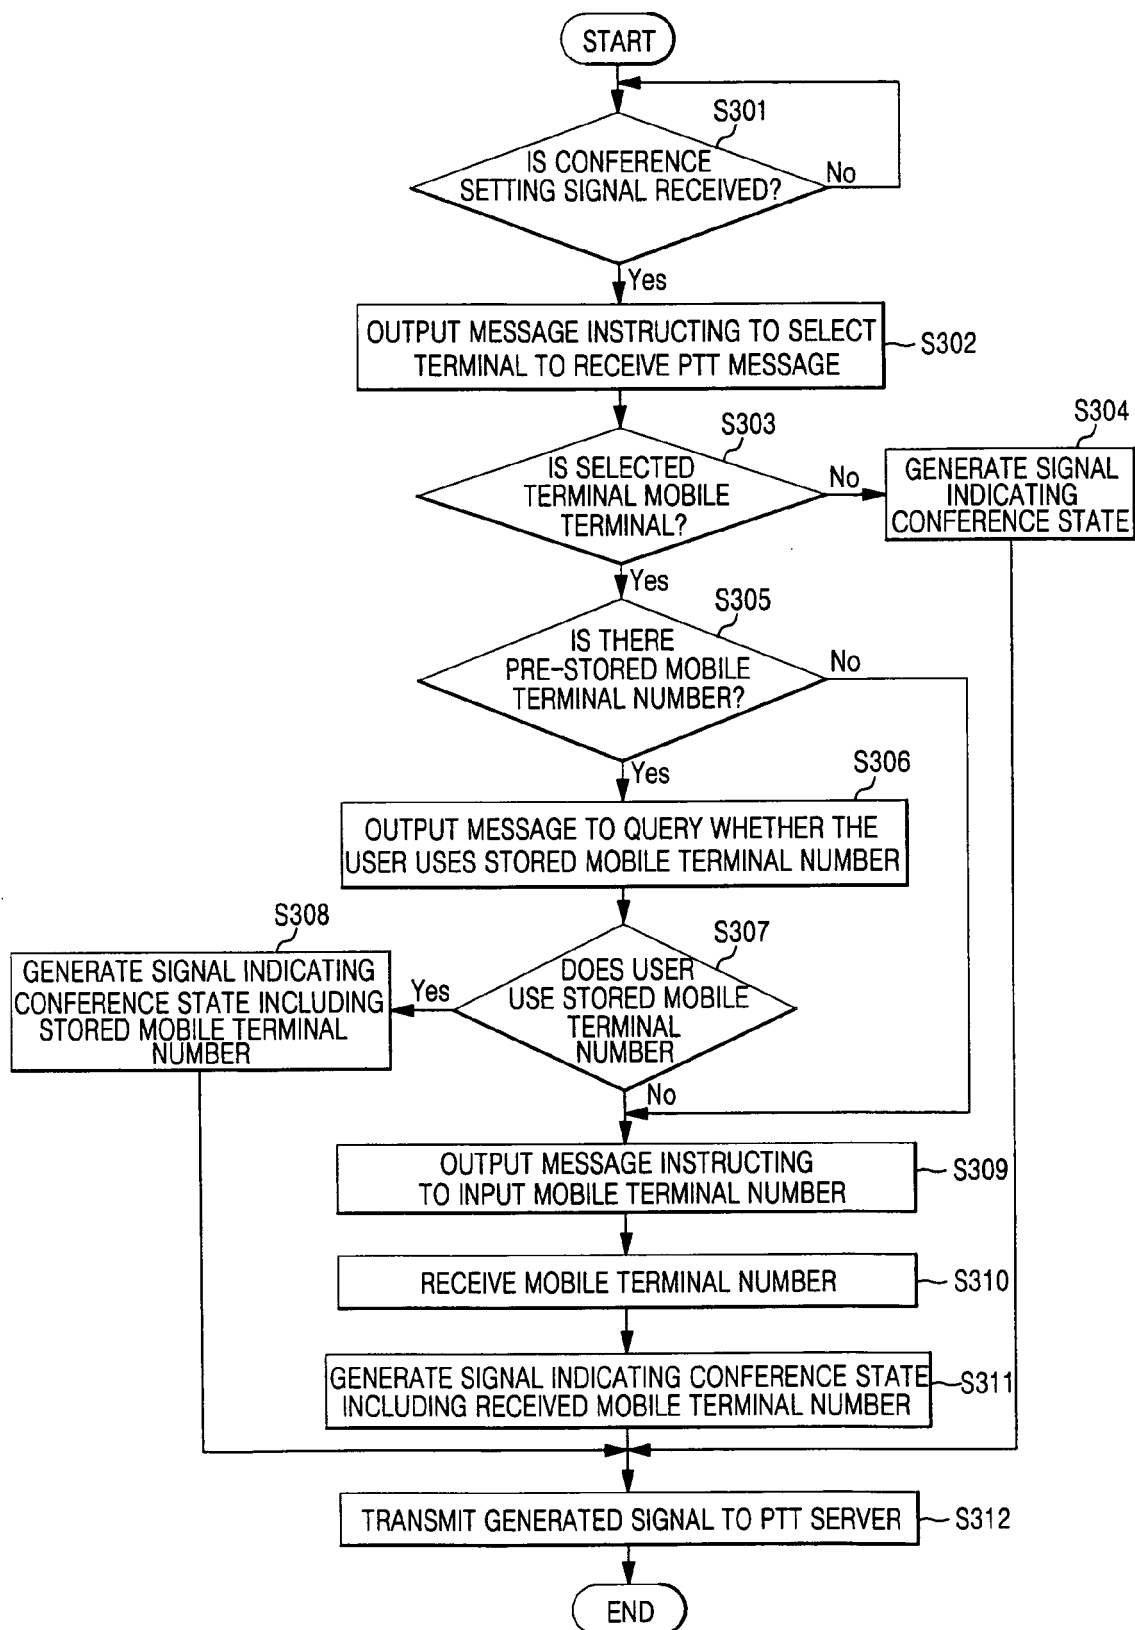 START
S301
IS CONFERENCE
SETTING SIGNAL RECEIVED?
No
Yes
OUTPUT MESSAGE INSTRUCTING TO SELECT
TERMINAL TO RECEIVE PTT MESSAGE
S302
S303
IS SELECTED
TERMINAL MOBILE
TERMINAL?
No
S304
GENERATE SIGNAL
INDICATING
CONFERENCE STATE
Yes
S305
IS THERE
PRE-STORED MOBILE
TERMINAL NUMBER?
No
Yes
S306
OUTPUT MESSAGE TO QUERY WHETHER THE
USER USES STORED MOBILE TERMINAL NUMBER
S307
DOES USER
USE STORED MOBILE
TERMINAL
NUMBER
Yes
S308
GENERATE SIGNAL INDICATING
CONFERENCE STATE INCLUDING
STORED MOBILE TERMINAL
NUMBER
No
OUTPUT MESSAGE INSTRUCTING
TO INPUT MOBILE TERMINAL NUMBER
S309
RECEIVE MOBILE TERMINAL NUMBER
S310
GENERATE SIGNAL INDICATING CONFERENCE STATE
INCLUDING RECEIVED MOBILE TERMINAL NUMBER
S311
TRANSMIT GENERATED SIGNAL TO PTT SERVER
S312
END